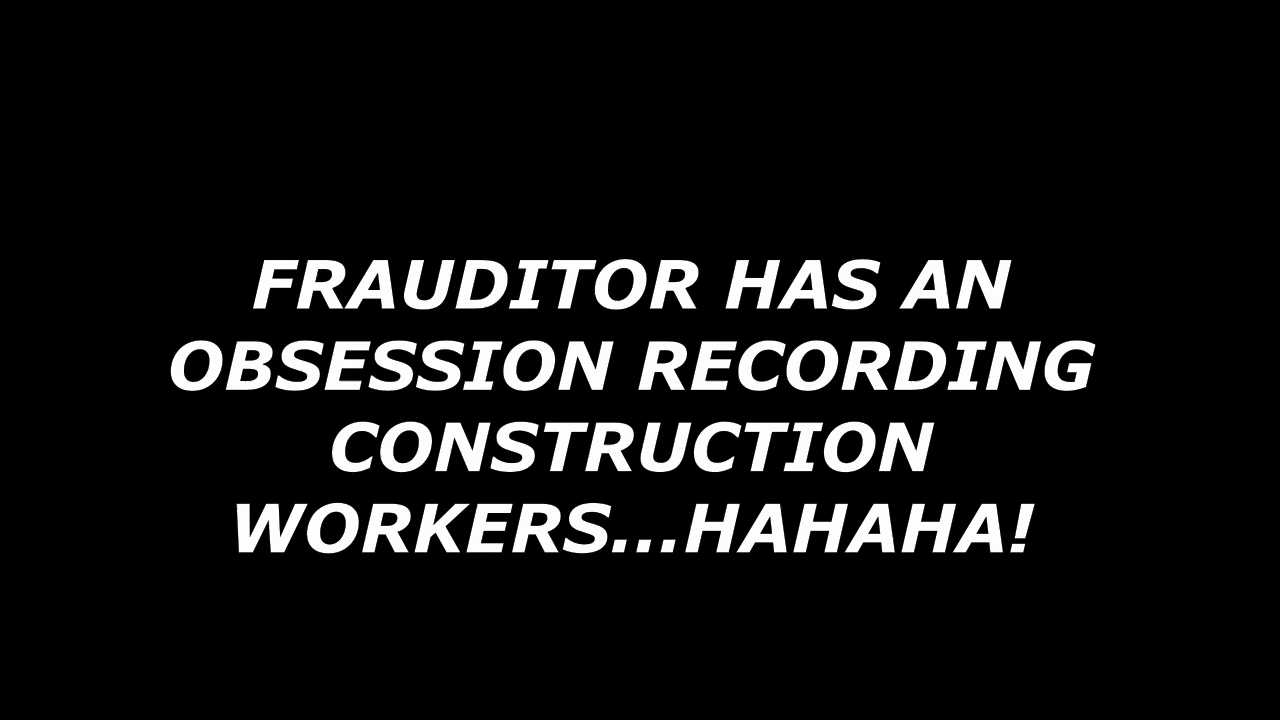 FRAUDITOR HAS AN
OBSESSION RECORDING
CONSTRUCTION
WORKERS...HAHAHA!